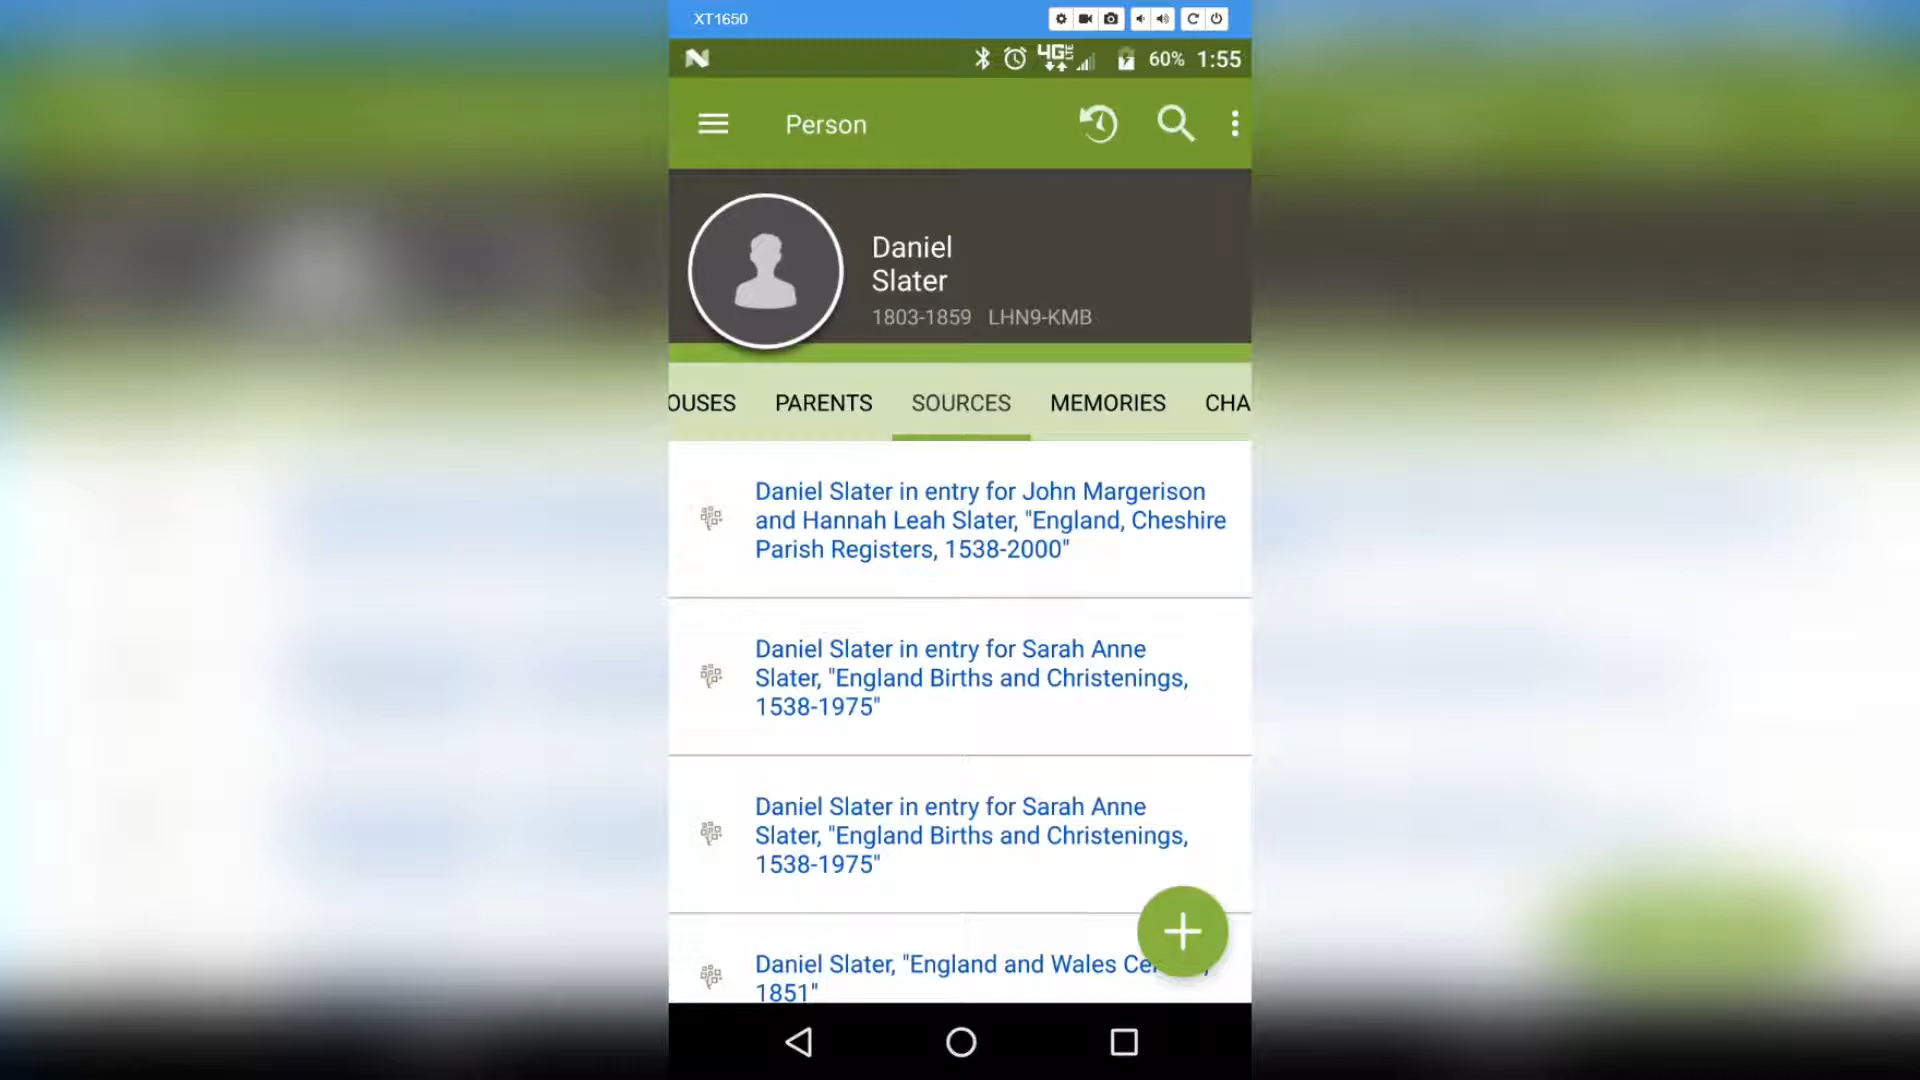 XT1650
4G LTE 60% 1:55
Person
Daniel
Slater
1803-1859 LHN9-KMB
OUSES PARENTS SOURCES MEMORIES CHA
Daniel Slater in entry for John Margerison
and Hannah Leah Slater, "England, Cheshire
Parish Registers, 1538-2000"
Daniel Slater in entry for Sarah Anne
Slater, "England Births and Christenings,
1538-1975"
Daniel Slater in entry for Sarah Anne
Slater, "England Births and Christenings,
1538-1975"
Daniel Slater, "England and Wales
1851"